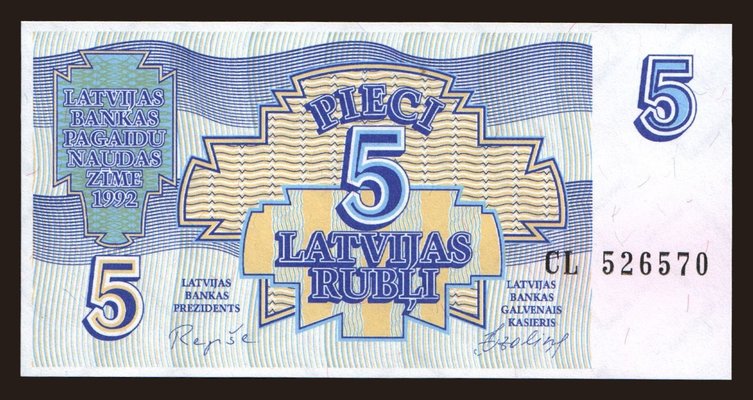 LATVIJAS
BANKAS
PAGAIDU
NAUDAS
ZĪME
1992
PIECI
5
LATVIJAS
RUBĻI
5
5
CL 526570
LATVIJAS
BANKAS
PREZIDENTS
LATVIJAS
BANKAS
GALVENAIS
KASIERIS